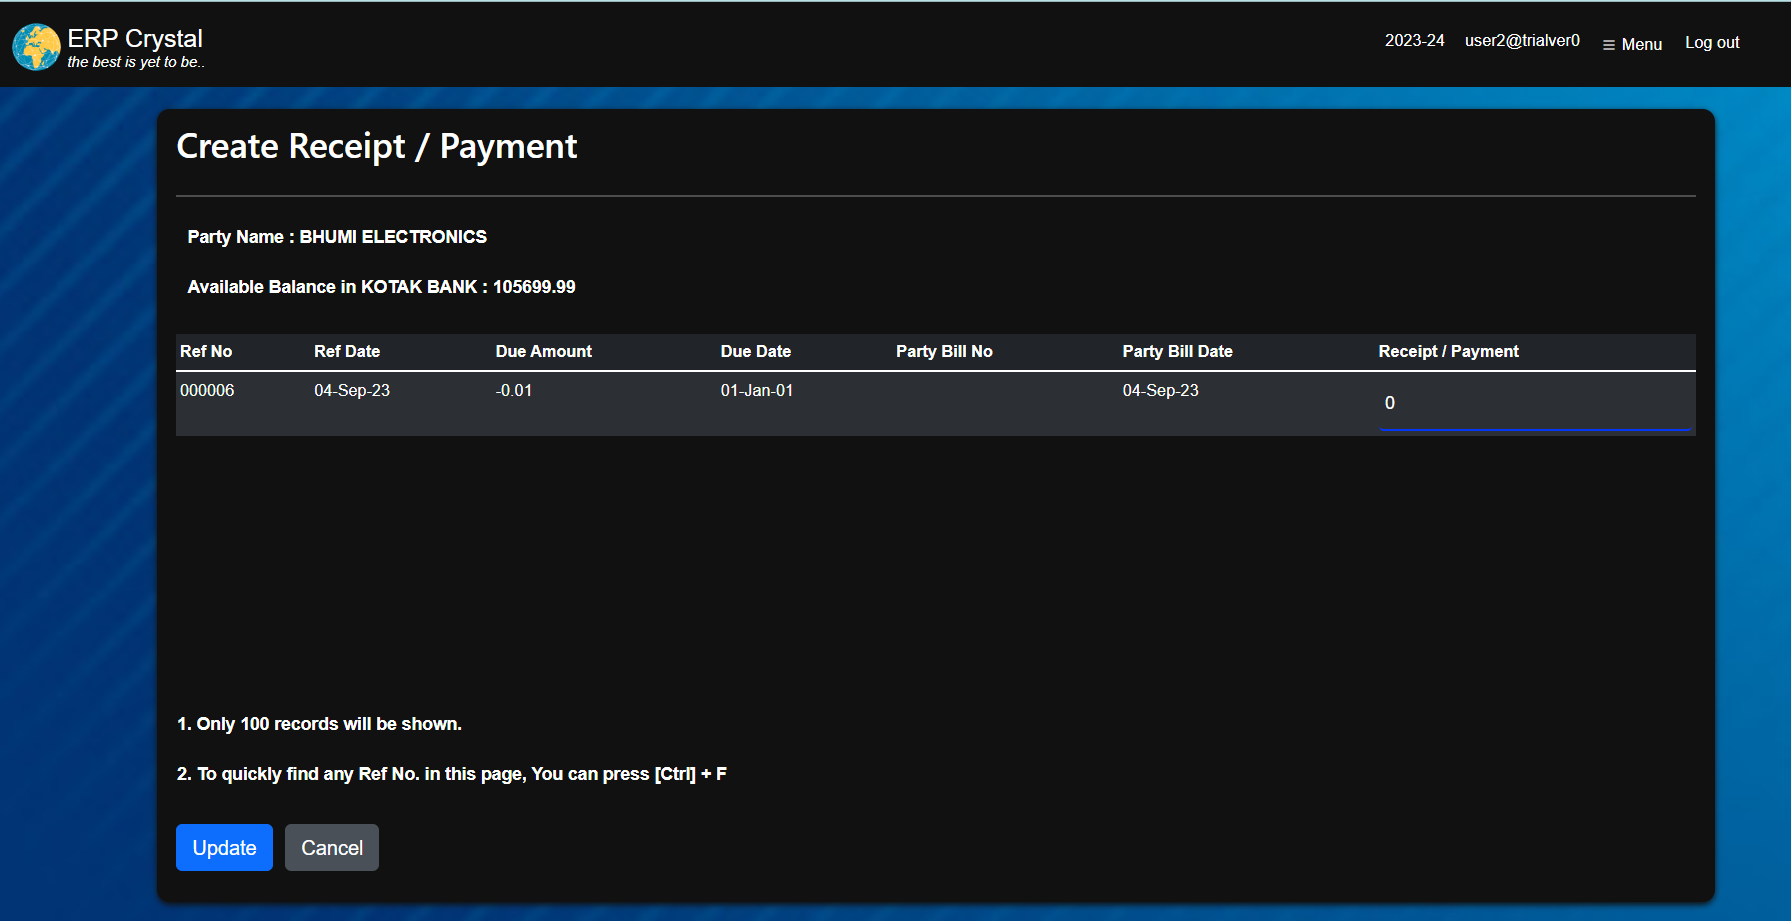 ERP Crystal
the best is yet to be..
2023-24 user2@trialver0 Menu Log out
Create Receipt / Payment
Party Name : BHUMI ELECTRONICS
Available Balance in KOTAK BANK : 105699.99
Ref No Ref Date Due Amount Due Date Party Bill No Party Bill Date Receipt / Payment
000006 04-Sep-23 -0.01 01-Jan-01 04-Sep-23 0
1. Only 100 records will be shown.
2. To quickly find any Ref No. in this page, You can press [Ctrl] + F
Update Cancel